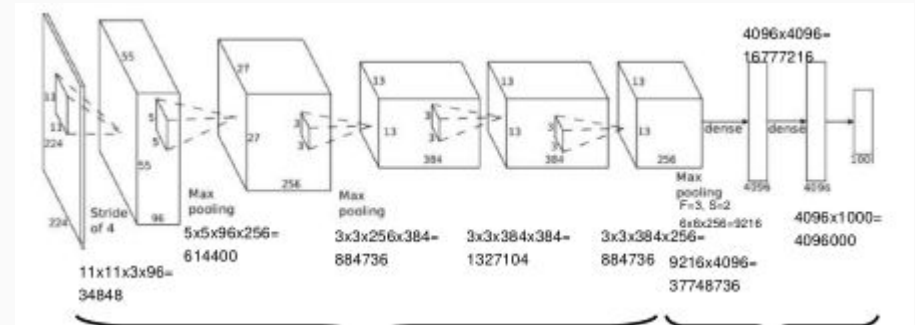 4096x4096=
16777216
55
27
13
13
13
11
11
5
5
27
3
3
13
3
3
13
3
3
13
dense
dense
224
55
384
384
256
1000
4096
4096
224
Stride
of 4
96
Max
pooling
256
Max
pooling
Max
pooling
F=3, S=2
6x6x256=9216
5x5x96x256=
614400
3x3x256x384=
884736
3x3x384x384=
1327104
3x3x384x256=
884736
4096x1000=
4096000
11x11x3x96=
34848
9216x4096=
37748736